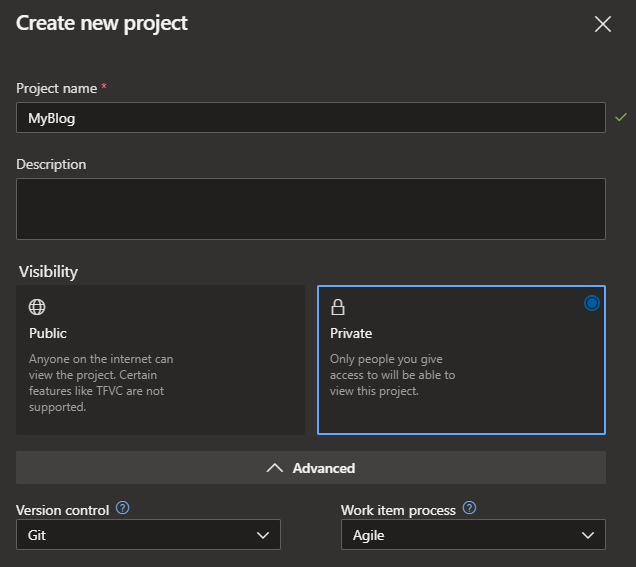 Create new project
Project name *
MyBlog
Description
Visibility
Public
Anyone on the internet can
view the project. Certain
features like TFVC are not
supported.
Private
Only people you give
access to will be able to
view this project.
Advanced
Version control ?
Git
Work item process ?
Agile